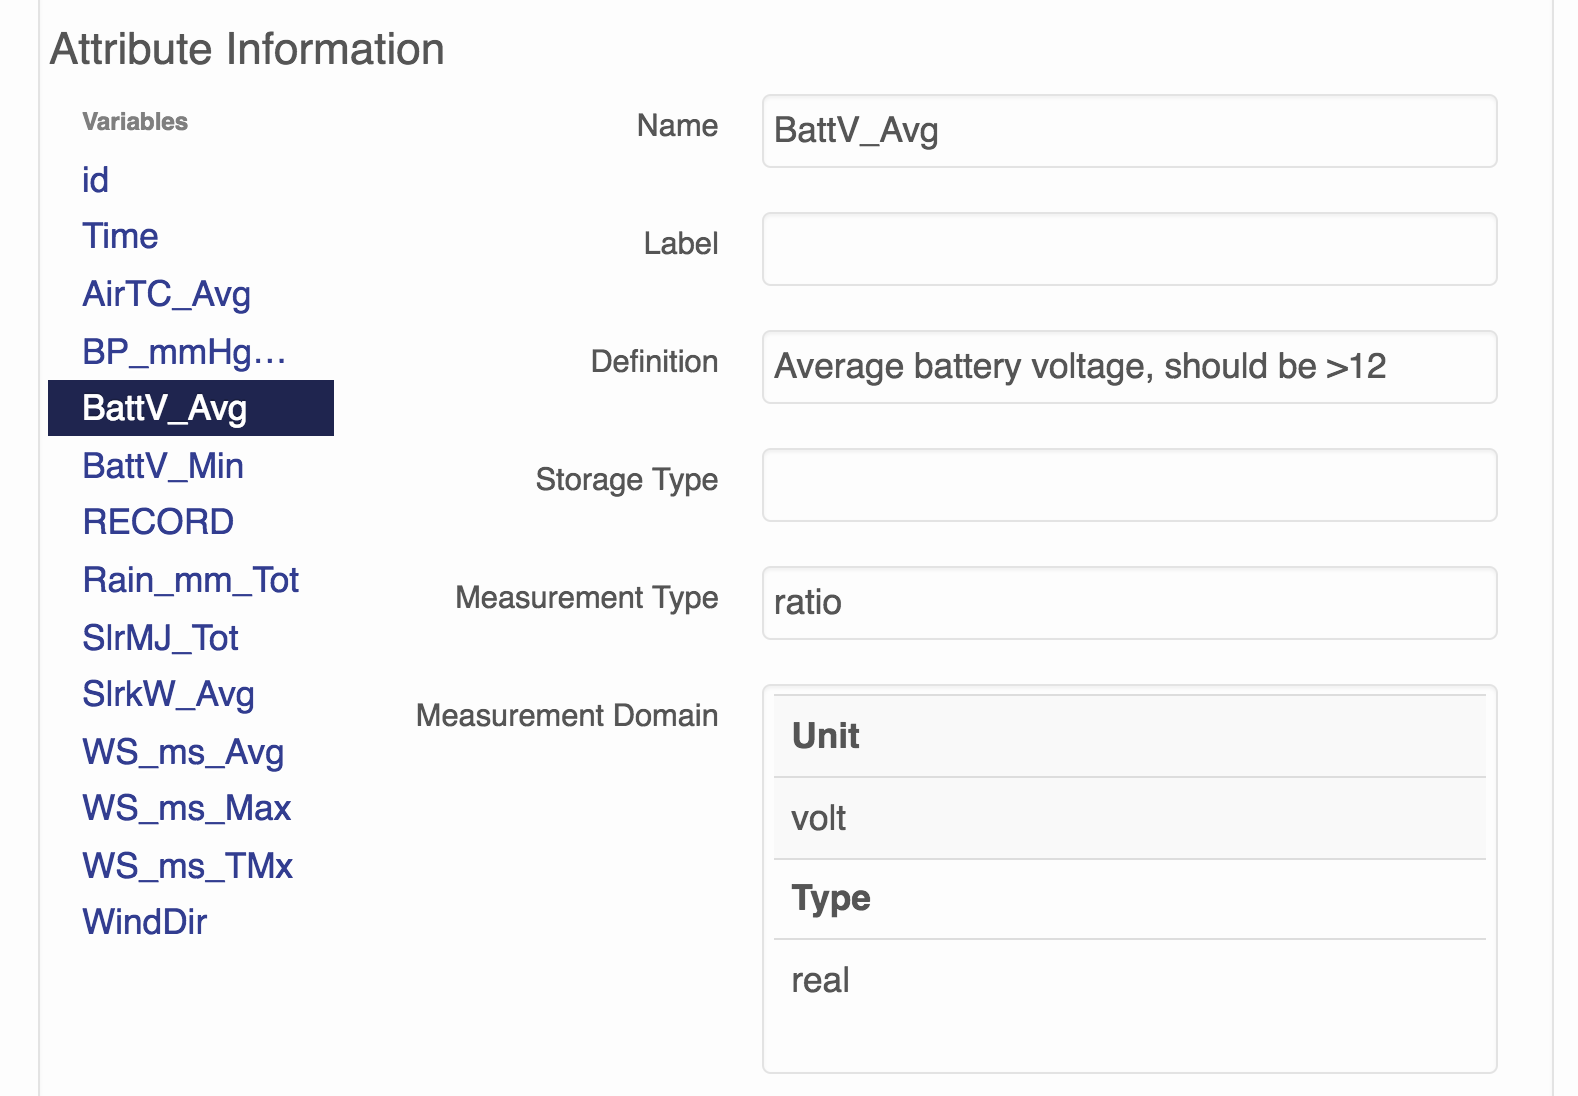 Attribute Information
Variables
id
Time
AirTC_Avg
BP_mmHg...
BattV_Avg
BattV_Min
RECORD
Rain_mm_Tot
SlrMJ_Tot
SlrkW_Avg
WS_ms_Avg
WS_ms_Max
WS_ms_TMx
WindDir
Name
BattV_Avg
Label
Definition
Average battery voltage, should be >12
Storage Type
Measurement Type
ratio
Measurement Domain
Unit
volt
Type
real